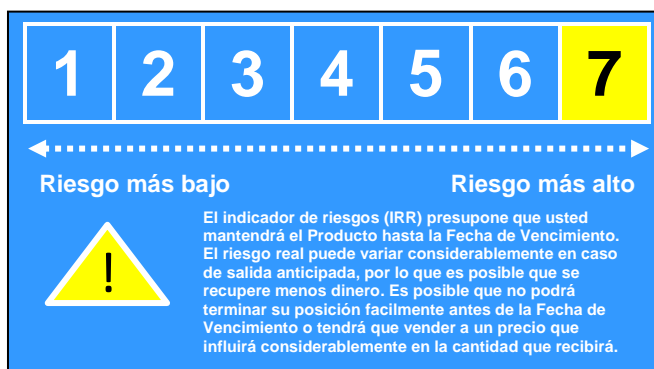 1 2 3 4 5 6 7
Riesgo más bajo Riesgo más alto
!
El indicador de riesgos (IRR) presupone que usted
mantendrá el Producto hasta la Fecha de Vencimiento.
El riesgo real puede variar considerablemente en caso
de salida anticipada, por lo que es posible que se
recupere menos dinero. Es posible que no podrá
terminar su posición facilmente antes de la Fecha de
Vencimiento o tendrá que vender a un precio que
influirá considerablemente en la cantidad que recibirá.